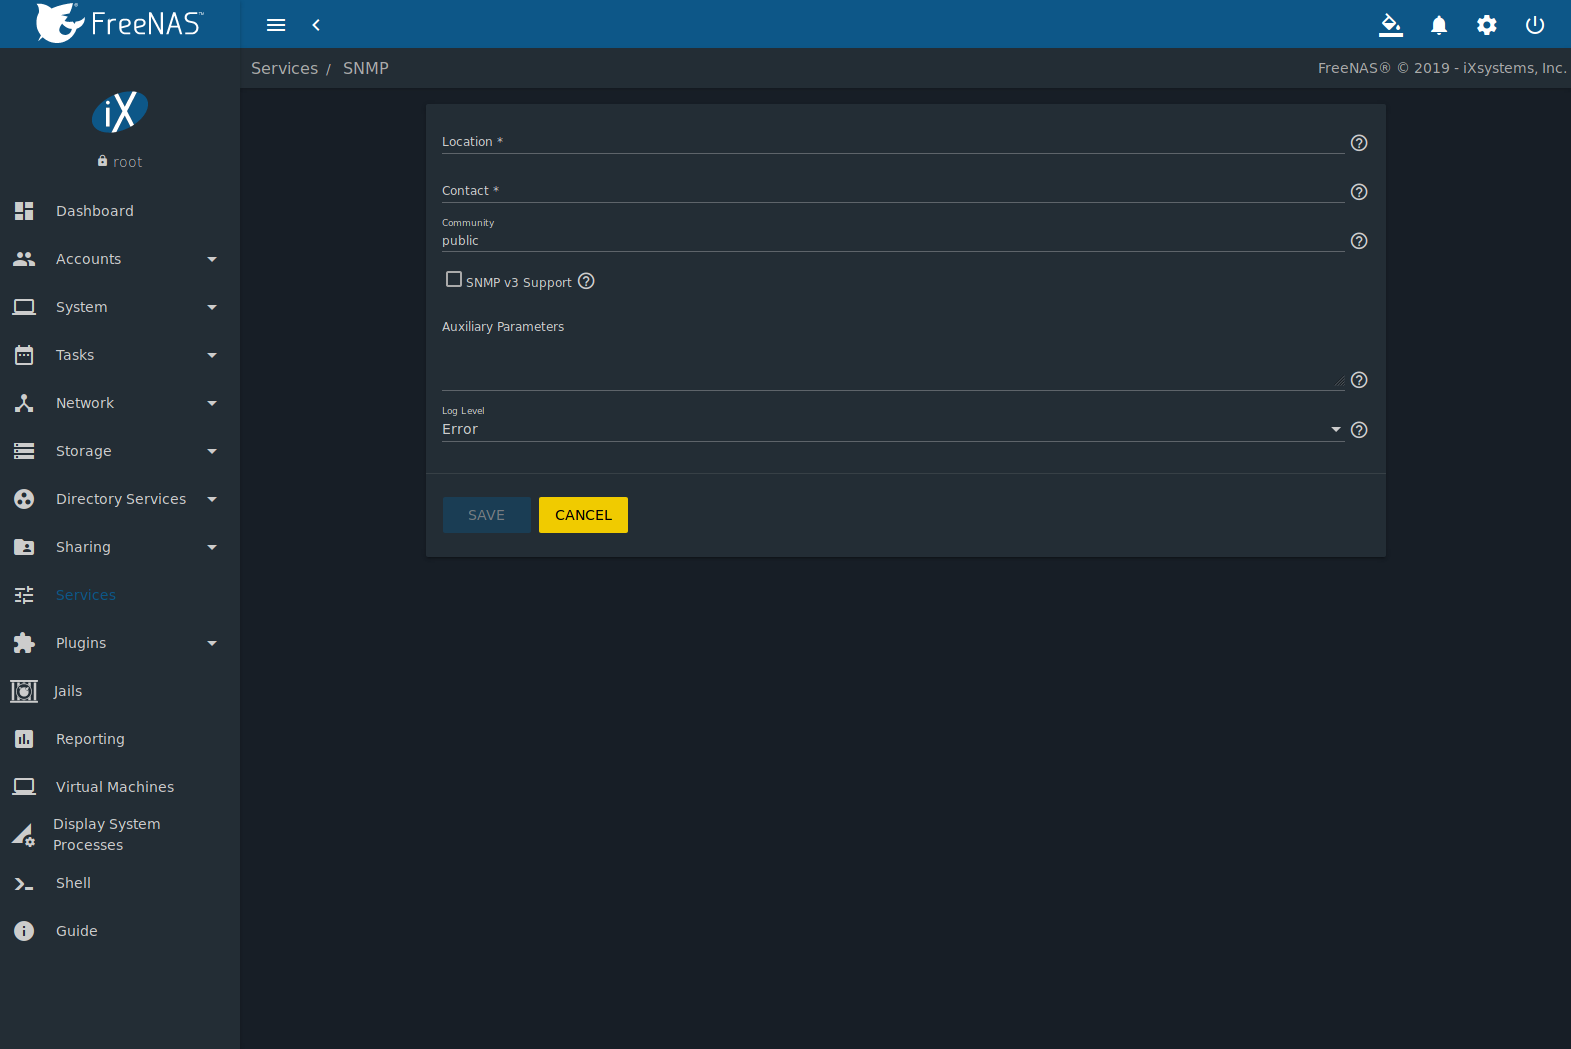 FreeNAS™
Services / SNMP
FreeNAS® © 2019 - iXsystems, Inc.
iX
root
Dashboard
Accounts
System
Tasks
Network
Storage
Directory Services
Sharing
Services
Plugins
Jails
Reporting
Virtual Machines
Display System
Processes
Shell
Guide
Location *
Contact *
Community
public
SNMP v3 Support
Auxiliary Parameters
Log Level
Error
SAVE
CANCEL